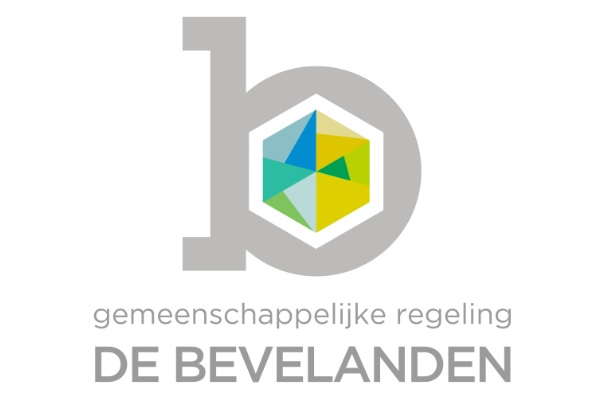 b
gemeenschappelijke regeling
DE BEVELANDEN